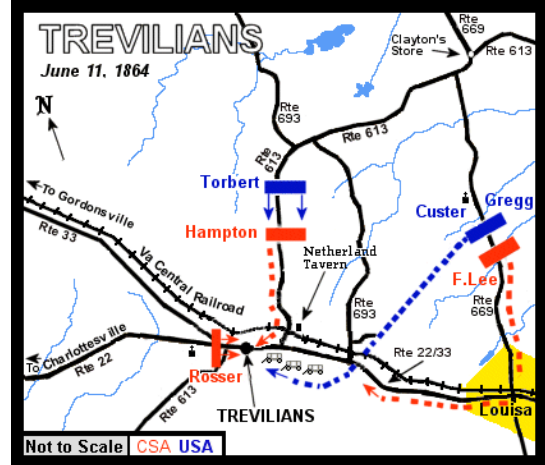 TREVILIANS
June 11, 1864
N
Rte
669
Clayton's
Store
Rte 613
Rte
693
Rte 613
Rte
613
Torbert
To Gordonsville
Rte 33
Hampton
Va Central Railroad
Netherland
Tavern
Custer
Gregg
F.Lee
Rte
693
Rte
669
To Charlottesville
Rte 22
Rte 22/33
Rosser
Rte 613
TREVILIANS
Louisa
Not to Scale
CSA USA